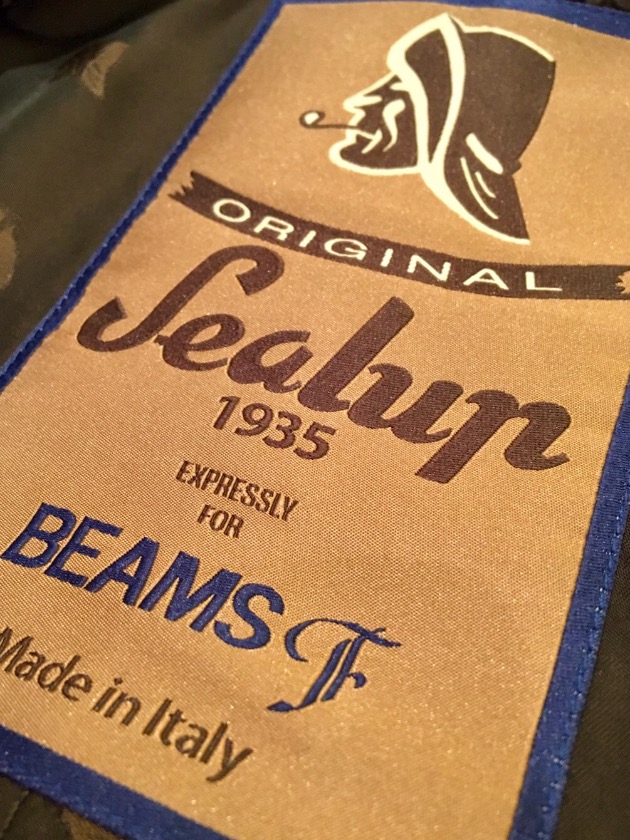 ORIGINAL
Sealup
1935
EXPRESSLY
FOR
BEAMS F
Made in Italy